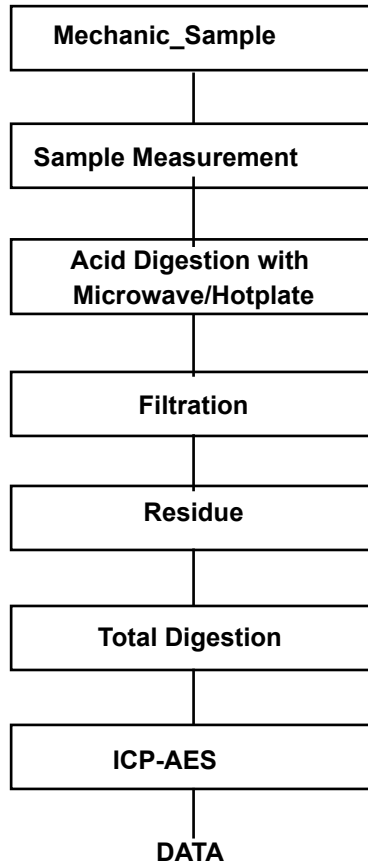 Mechanic_Sample
Sample Measurement
Acid Digestion with
Microwave/Hotplate
Filtration
Residue
Total Digestion
ICP-AES
DATA